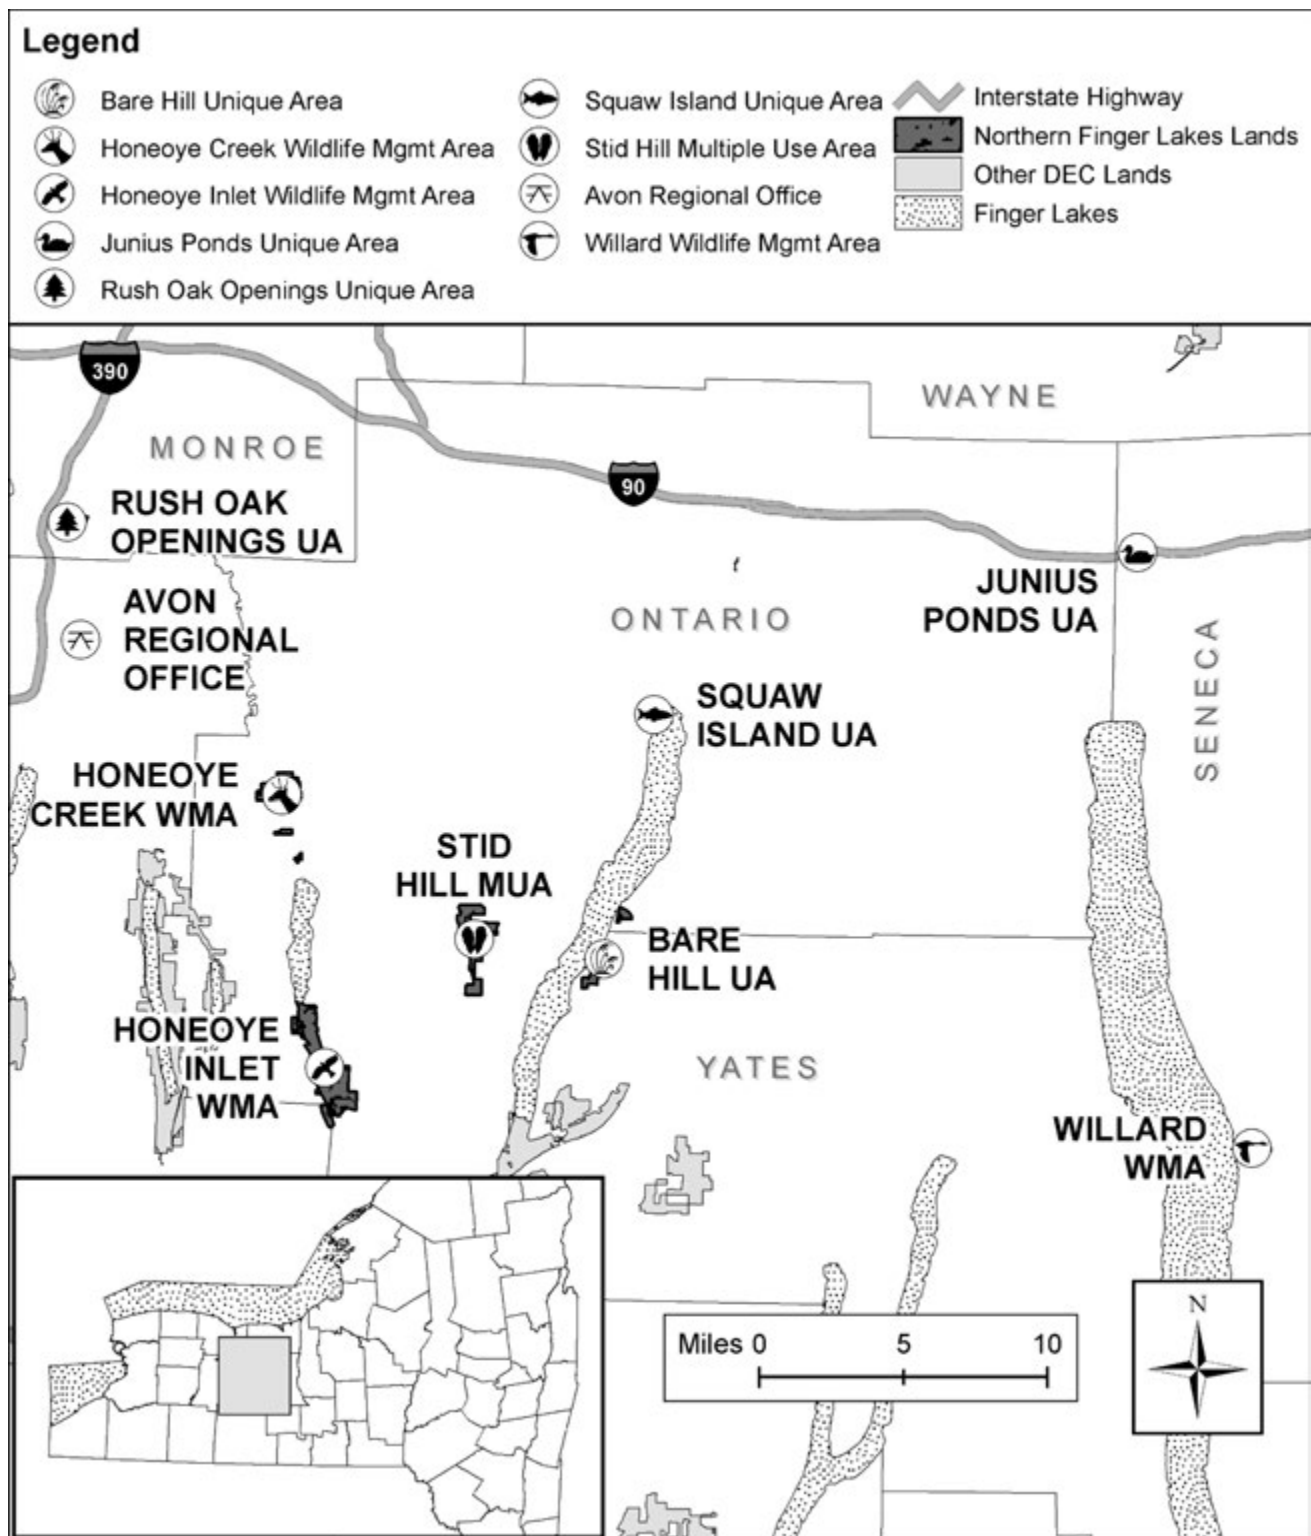 Legend
Bare Hill Unique Area
Honeoye Creek Wildlife Mgmt Area
Honeoye Inlet Wildlife Mgmt Area
Junius Ponds Unique Area
Rush Oak Openings Unique Area
Squaw Island Unique Area
Stid Hill Multiple Use Area
Avon Regional Office
Willard Wildlife Mgmt Area
Interstate Highway
Northern Finger Lakes Lands
Other DEC Lands
Finger Lakes
390
WAYNE
MONROE
90
RUSH OAK
OPENINGS UA
JUNIUS
PONDS UA
AVON
REGIONAL
OFFICE
ONTARIO
SENECA
SQUAW
ISLAND UA
HONEOYE
CREEK WMA
STID
HILL MUA
BARE
HILL UA
HONEOYE
INLET
WMA
YATES
WILLARD
WMA
N
Miles 0 5 10